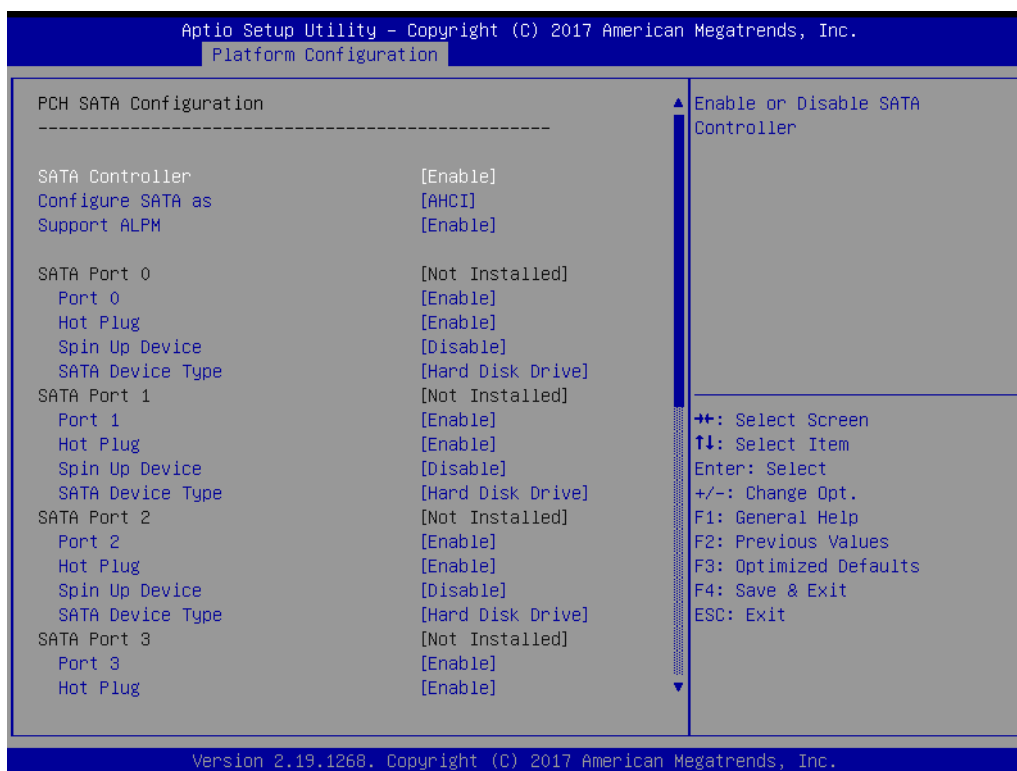 Aptio Setup Utility – Copyright (C) 2017 American Megatrends, Inc.
Platform Configuration
PCH SATA Configuration
--------------------------------------------------
SATA Controller [Enable]
Configure SATA as [AHCI]
Support ALPM [Enable]
SATA Port 0 [Not Installed]
Port 0 [Enable]
Hot Plug [Enable]
Spin Up Device [Disable]
SATA Device Type [Hard Disk Drive]
SATA Port 1 [Not Installed]
Port 1 [Enable]
Hot Plug [Enable]
Spin Up Device [Disable]
SATA Device Type [Hard Disk Drive]
SATA Port 2 [Not Installed]
Port 2 [Enable]
Hot Plug [Enable]
Spin Up Device [Disable]
SATA Device Type [Hard Disk Drive]
SATA Port 3 [Not Installed]
Port 3 [Enable]
Hot Plug [Enable]
Enable or Disable SATA
Controller
→←: Select Screen
↑↓: Select Item
Enter: Select
+/-: Change Opt.
F1: General Help
F2: Previous Values
F3: Optimized Defaults
F4: Save & Exit
ESC: Exit
Version 2.19.1268. Copyright (C) 2017 American Megatrends, Inc.